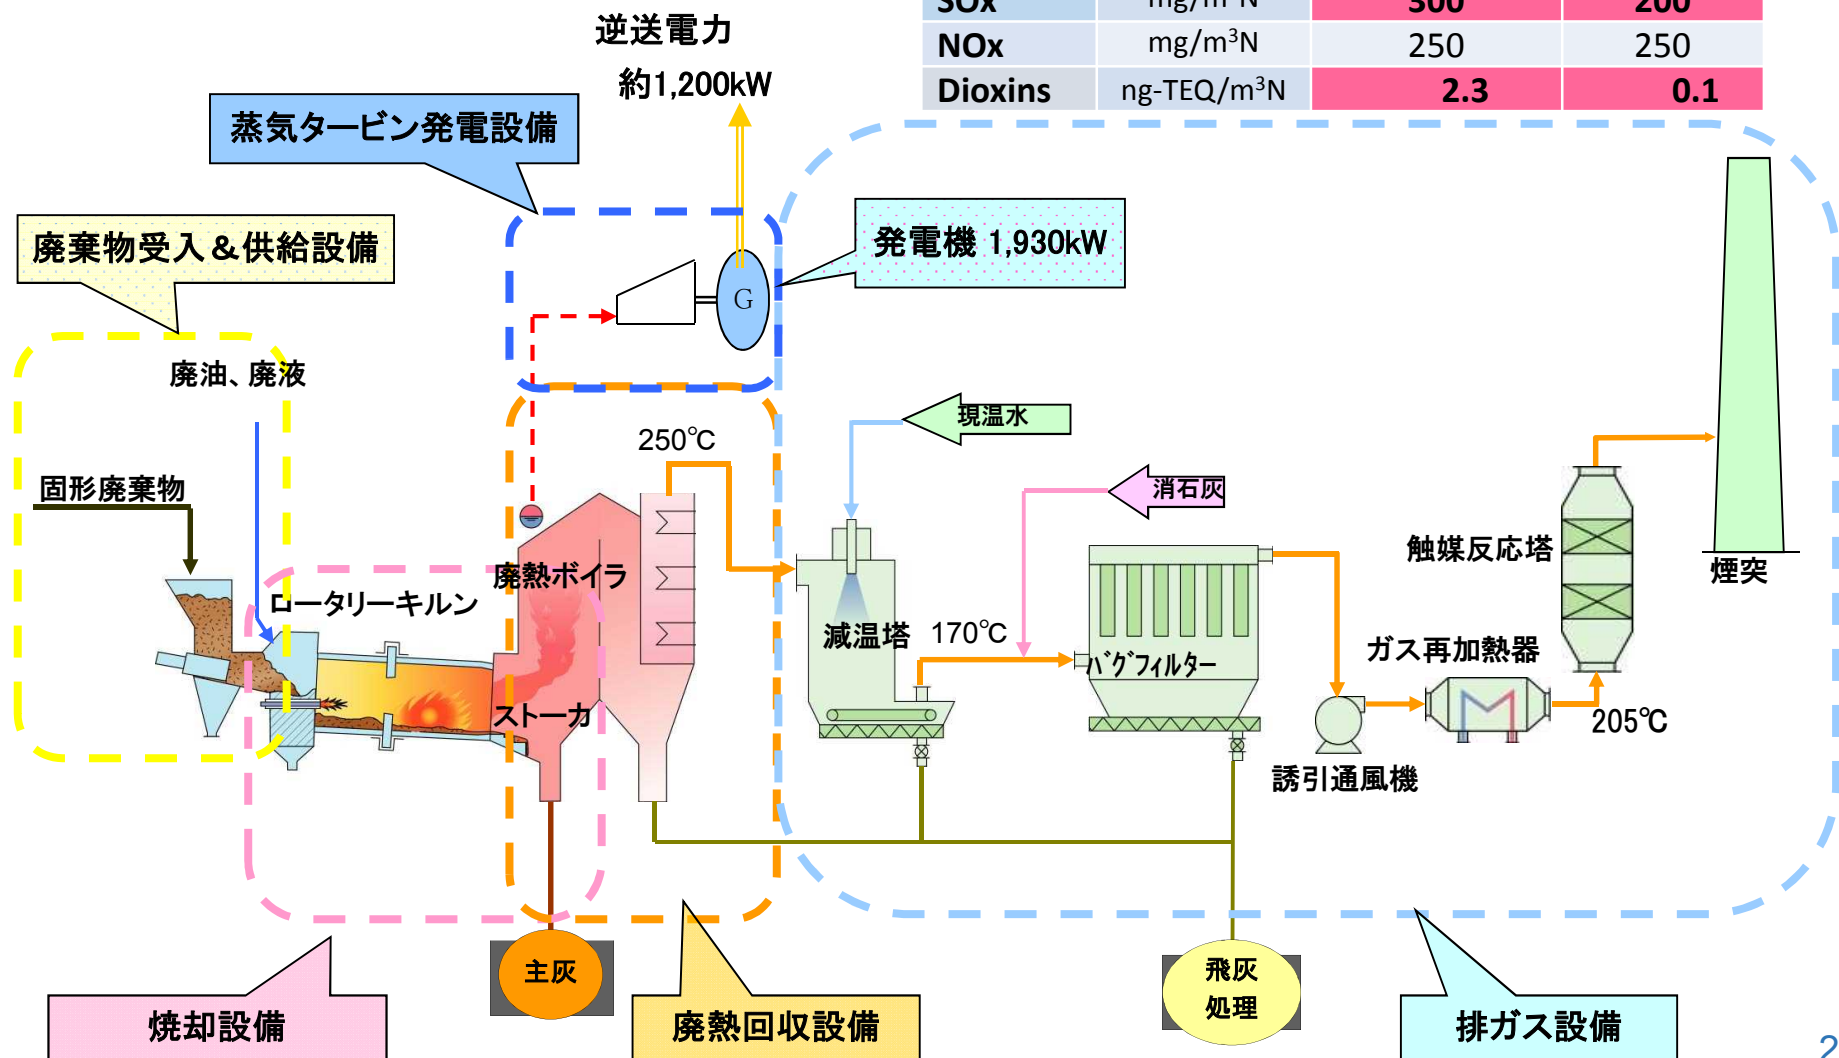 SOx mg/m³N 300 200
NOx mg/m³N 250 250
Dioxins ng-TEQ/m³N 2.3 0.1
逆送電力
約1,200kW
蒸気タービン発電設備
廃棄物受入＆供給設備
発電機 1,930kW
G
廃油、廃液
固形廃棄物
250℃
現温水
消石灰
ロータリーキルン
廃熱ボイラ
ストーカ
減温塔
170℃
バグフィルター
触媒反応塔
煙突
ガス再加熱器
205℃
誘引通風機
主灰
飛灰
処理
焼却設備
廃熱回収設備
排ガス設備
2